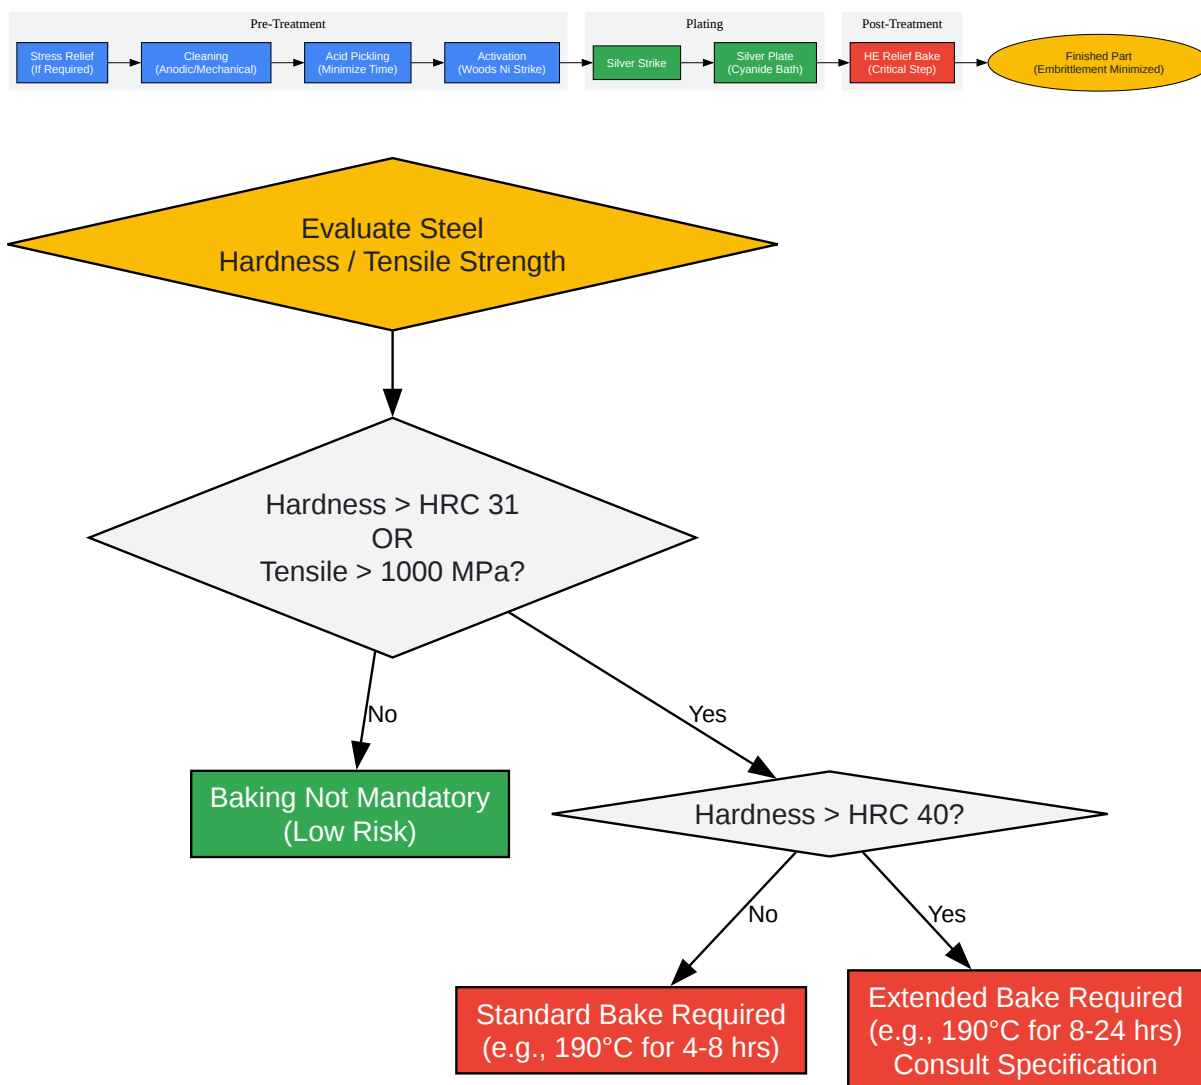 Pre-Treatment
Plating
Post-Treatment
Stress Relief
(If Required)
Cleaning
(Anodic/Mechanical)
Acid Pickling
(Minimize Time)
Activation
(Woods Ni Strike)
Silver Strike
Silver Plate
(Cyanide Bath)
HE Relief Bake
(Critical Step)
Finished Part
(Embrittlement Minimized)
Evaluate Steel
Hardness / Tensile Strength
Hardness > HRC 31
OR
Tensile > 1000 MPa?
No
Yes
Baking Not Mandatory
(Low Risk)
Hardness > HRC 40?
No
Yes
Standard Bake Required
(e.g., 190°C for 4-8 hrs)
Extended Bake Required
(e.g., 190°C for 8-24 hrs)
Consult Specification